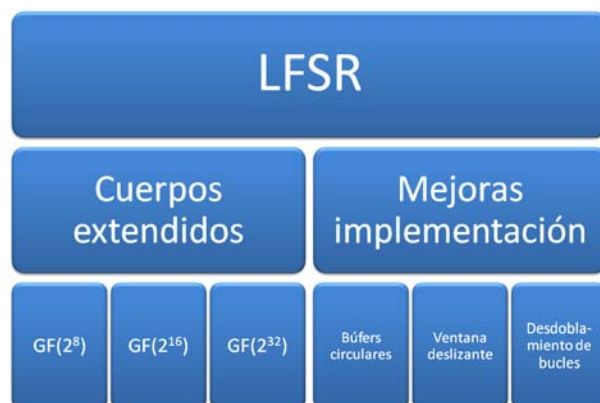 LFSR
Cuerpos
extendidos
Mejoras
implementación
GF(2⁸)
GF(2¹⁶)
GF(2³²)
Búfers
circulares
Ventana
deslizante
Desdobla-
miento de
bucles